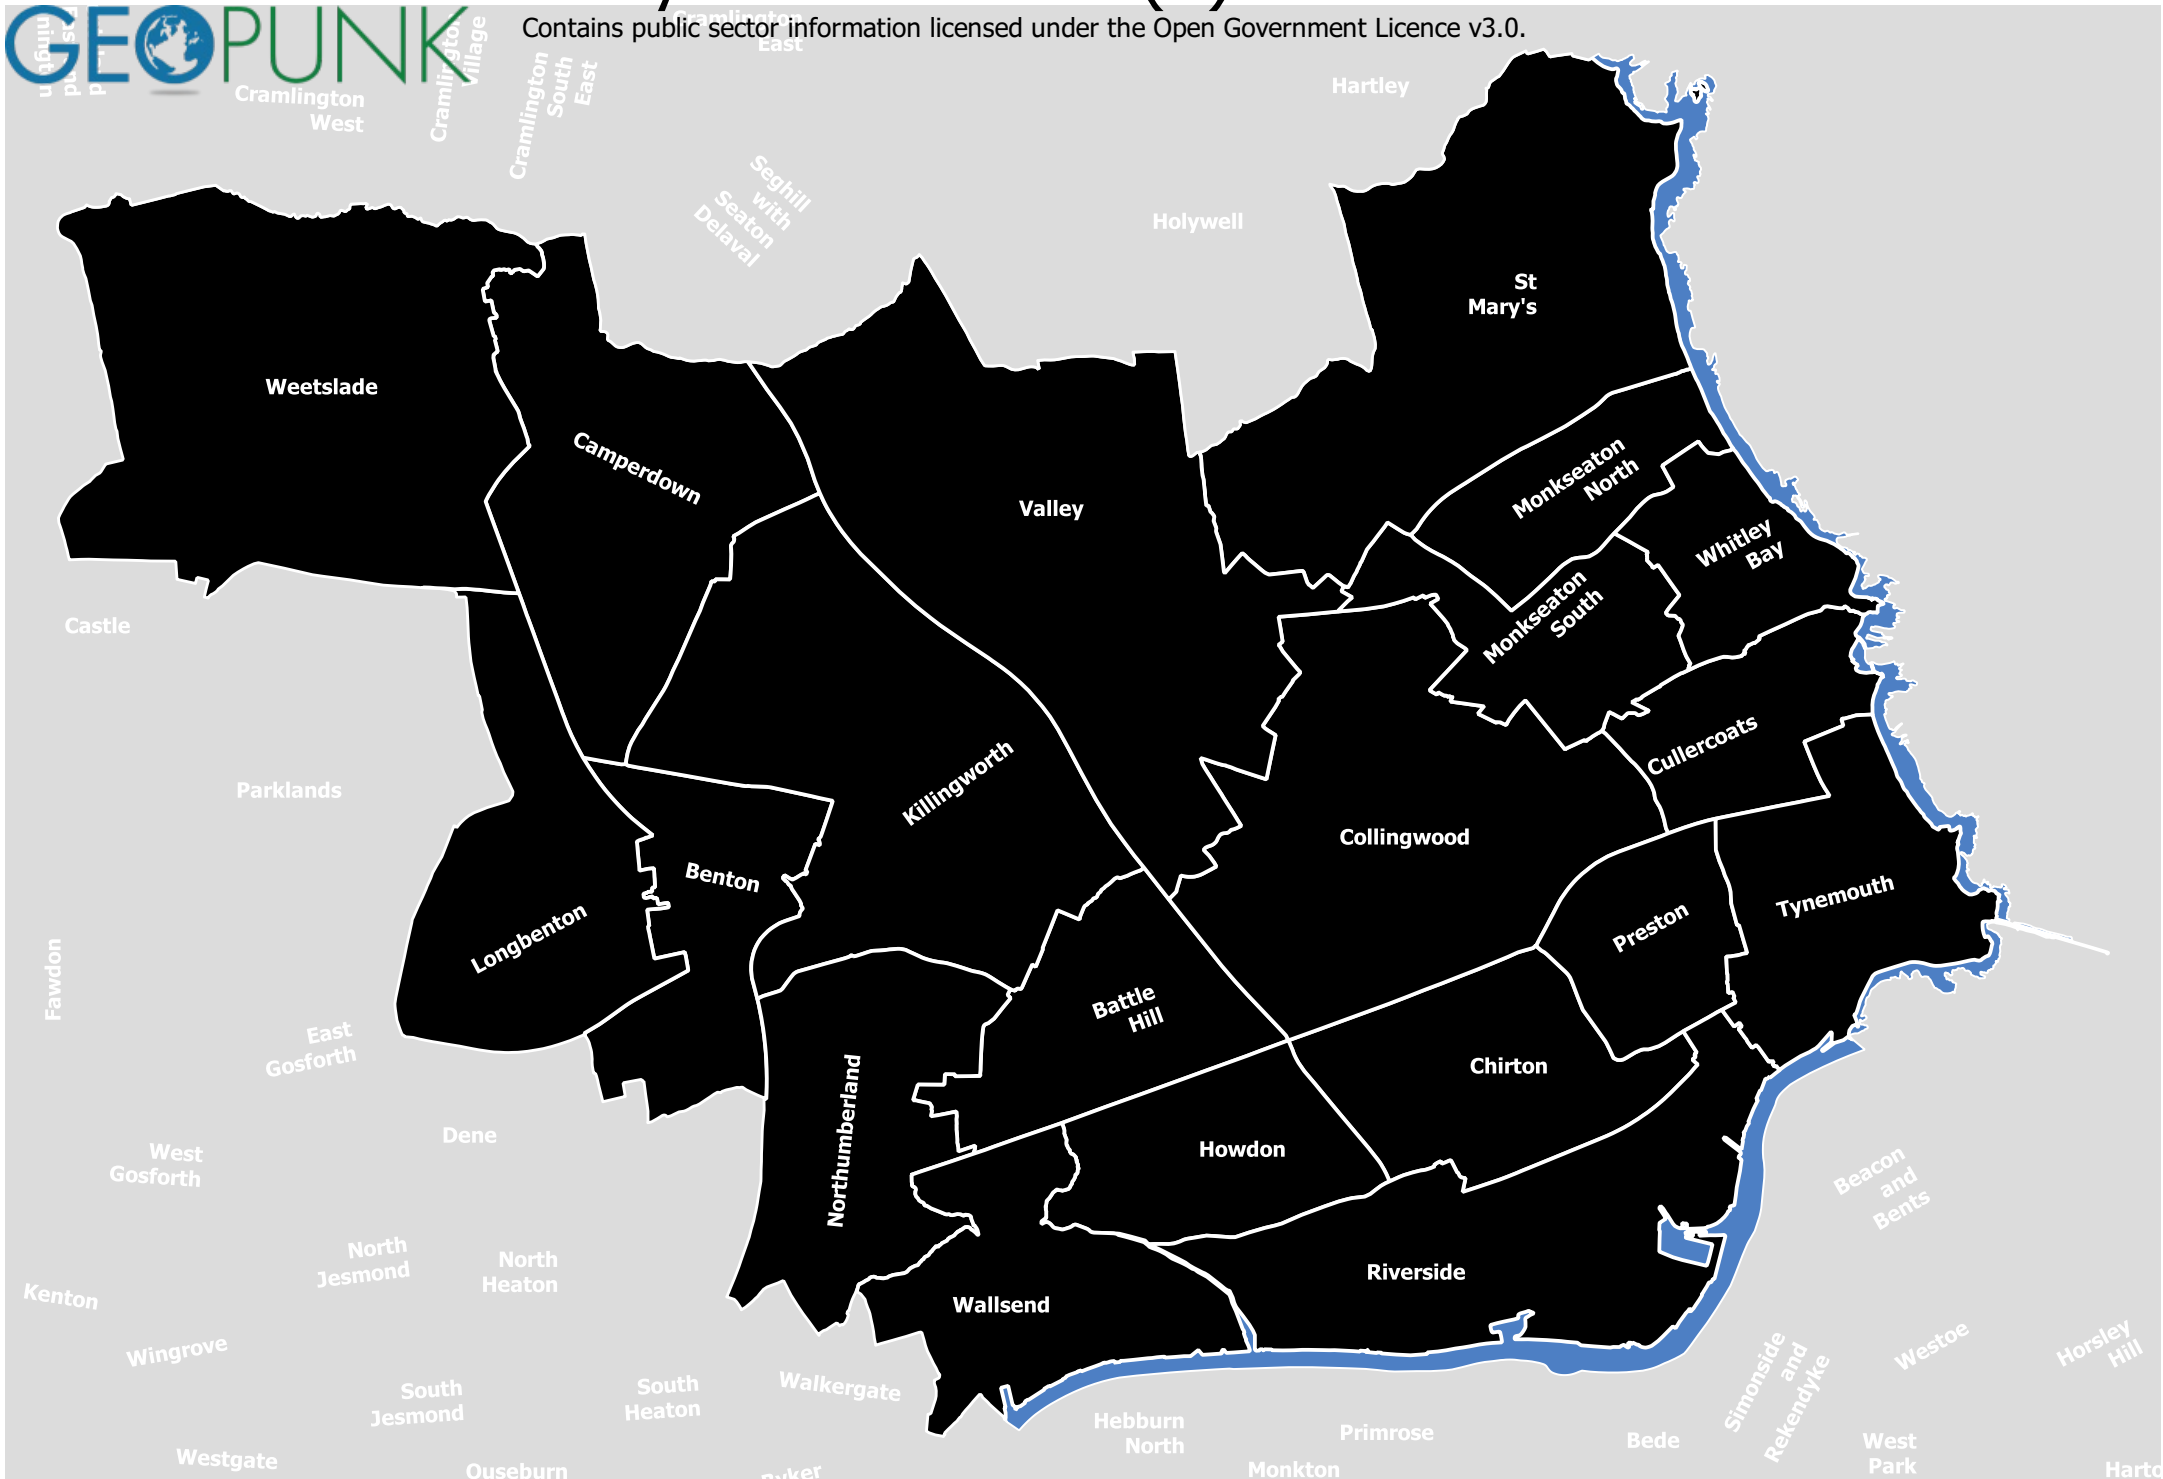 GEOPUNK
Contains public sector information licensed under the Open Government Licence v3.0.
Cramlington
East
Cramlington
Village
Cramlington
West
Cramlington
South
East
Hartley
Seghill
with
Seaton
Delaval
Holywell
St
Mary's
Weetslade
Camperdown
Valley
Monkseaton
North
Whitley
Bay
Monkseaton
South
Castle
Parklands
Killingworth
Cullercoats
Collingwood
Benton
Longbenton
Preston
Tynemouth
Fawdon
East
Gosforth
Battle
Hill
Chirton
Northumberland
Dene
West
Gosforth
Howdon
Beacon
and
Bents
North
Jesmond
North
Heaton
Kenton
Riverside
Wallsend
Wingrove
Simonside
and
Rekendyke
Westoe
Horsley
Hill
South
Jesmond
South
Heaton
Walkergate
Hebburn
North
Primrose
Bede
West
Park
Westgate
Ouseburn
Byker
Monkton